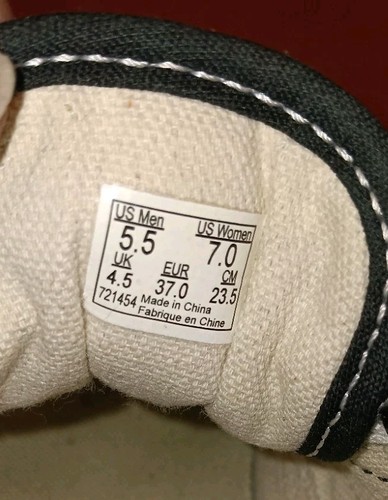 US Men US Women
5.5 7.0
UK EUR CM
4.5 37.0 23.5
721454 Made in China
Fabrique en Chine